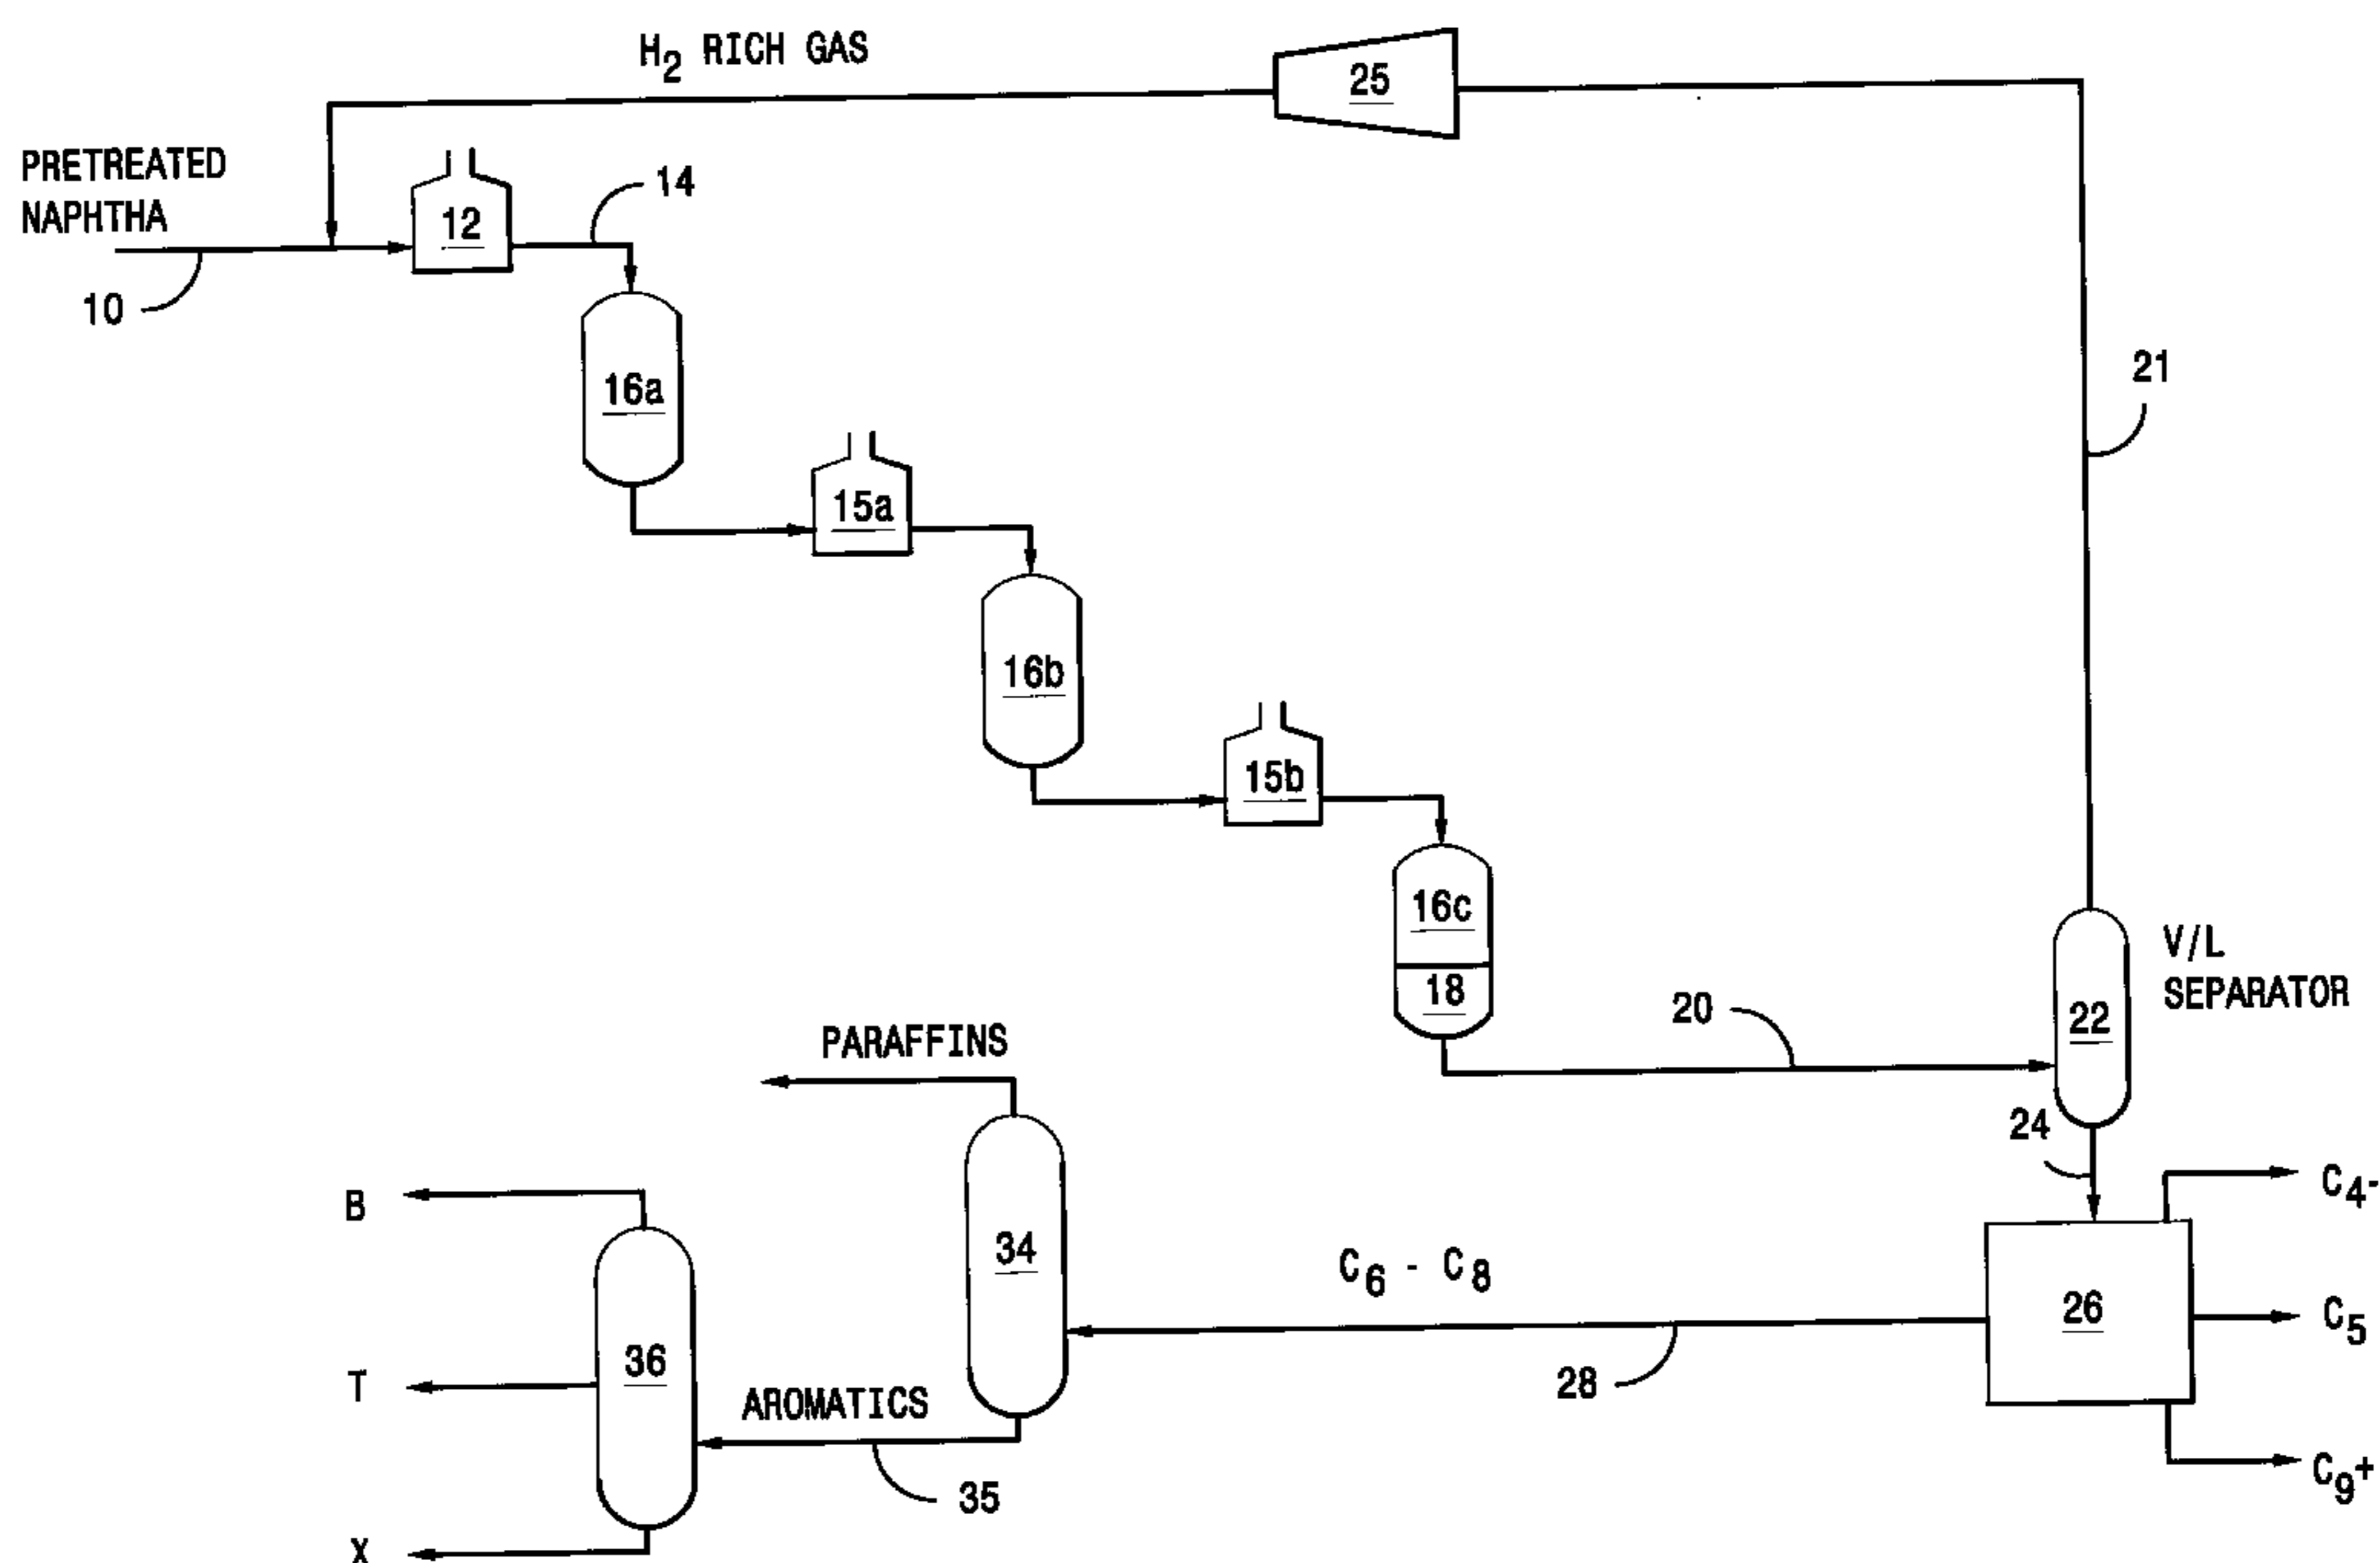 H2 RICH GAS
25
PRETREATED
NAPHTHA
12
14
10
16a
21
15a
16b
15b
16c
18
V/L
SEPARATOR
22
20
24
PARAFFINS
C4-
B
34
C6 - C8
26
C5
36
T
28
AROMATICS
35
C9+
X